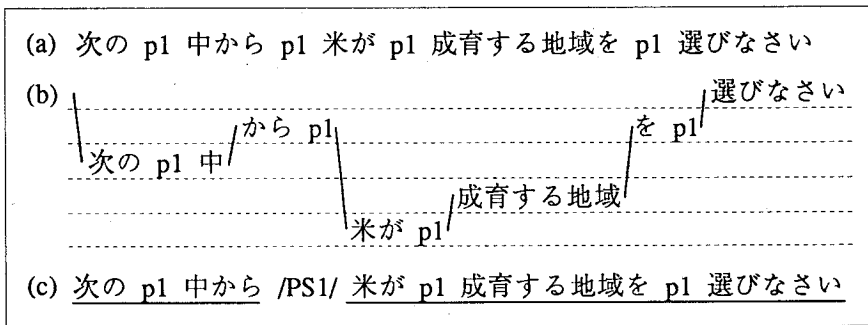 (a) 次の p1 中から p1 米が p1 成育する地域を p1 選びなさい
(b)
選びなさい
から p1
を p1
次の p1 中
成育する地域
米が p1
(c) 次の p1 中から /PS1/ 米が p1 成育する地域を p1 選びなさい